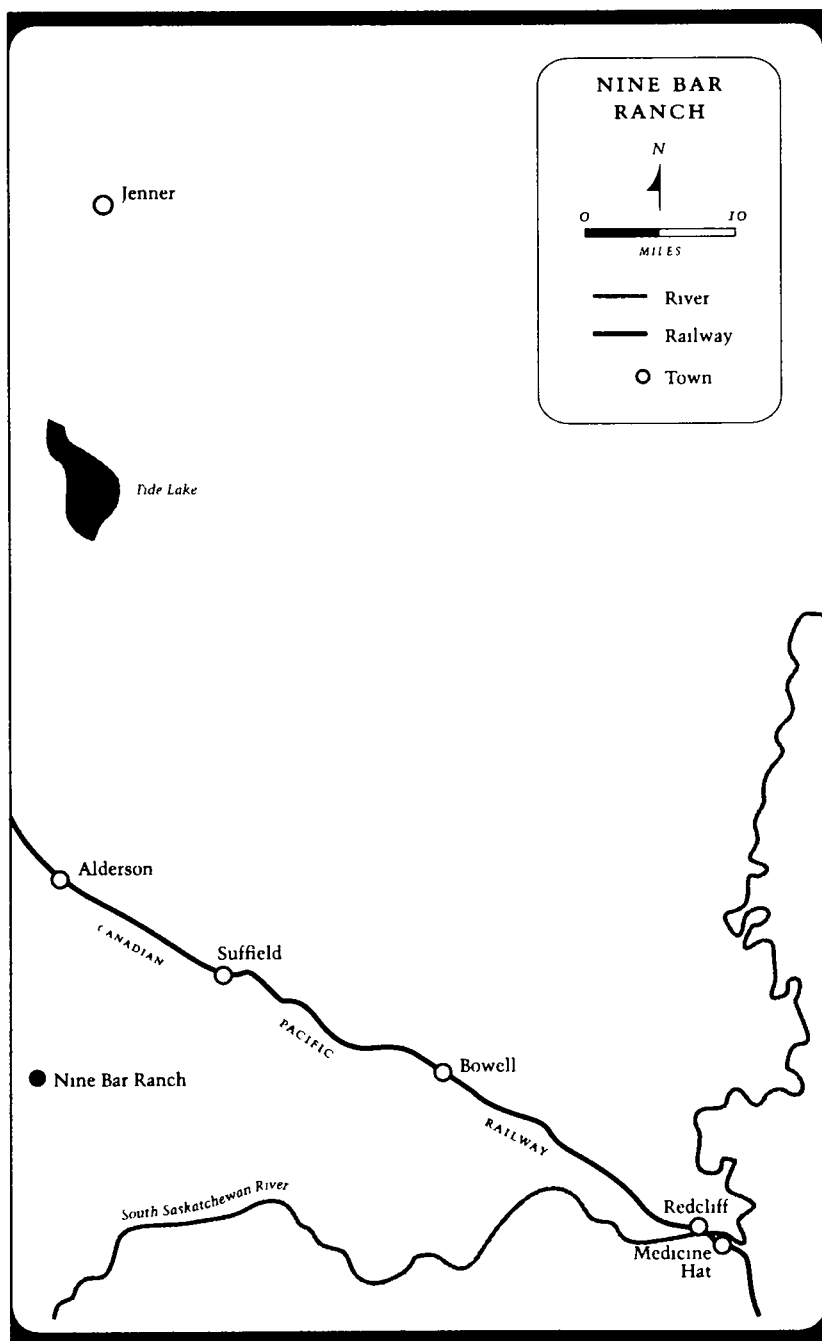 NINE BAR
RANCH
N
0 10
MILES
River
Railway
Town
Jenner
Tide Lake
Alderson
CANADIAN
Suffield
PACIFIC
Nine Bar Ranch
Bowell
RAILWAY
South Saskatchewan River
Redcliff
Medicine
Hat